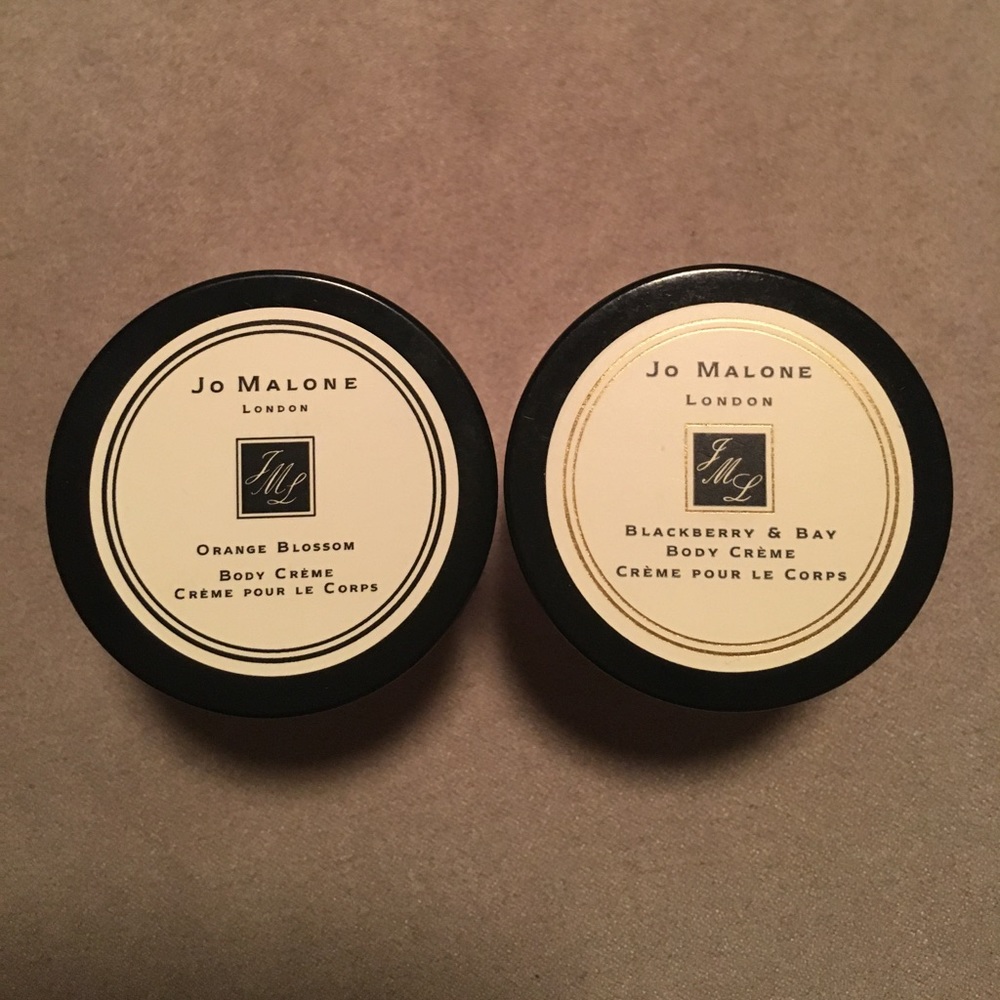 Jo Malone
London
JML
Orange Blossom
Body Crème
Crème pour le Corps
Jo Malone
London
JML
Blackberry & Bay
Body Crème
Crème pour le Corps